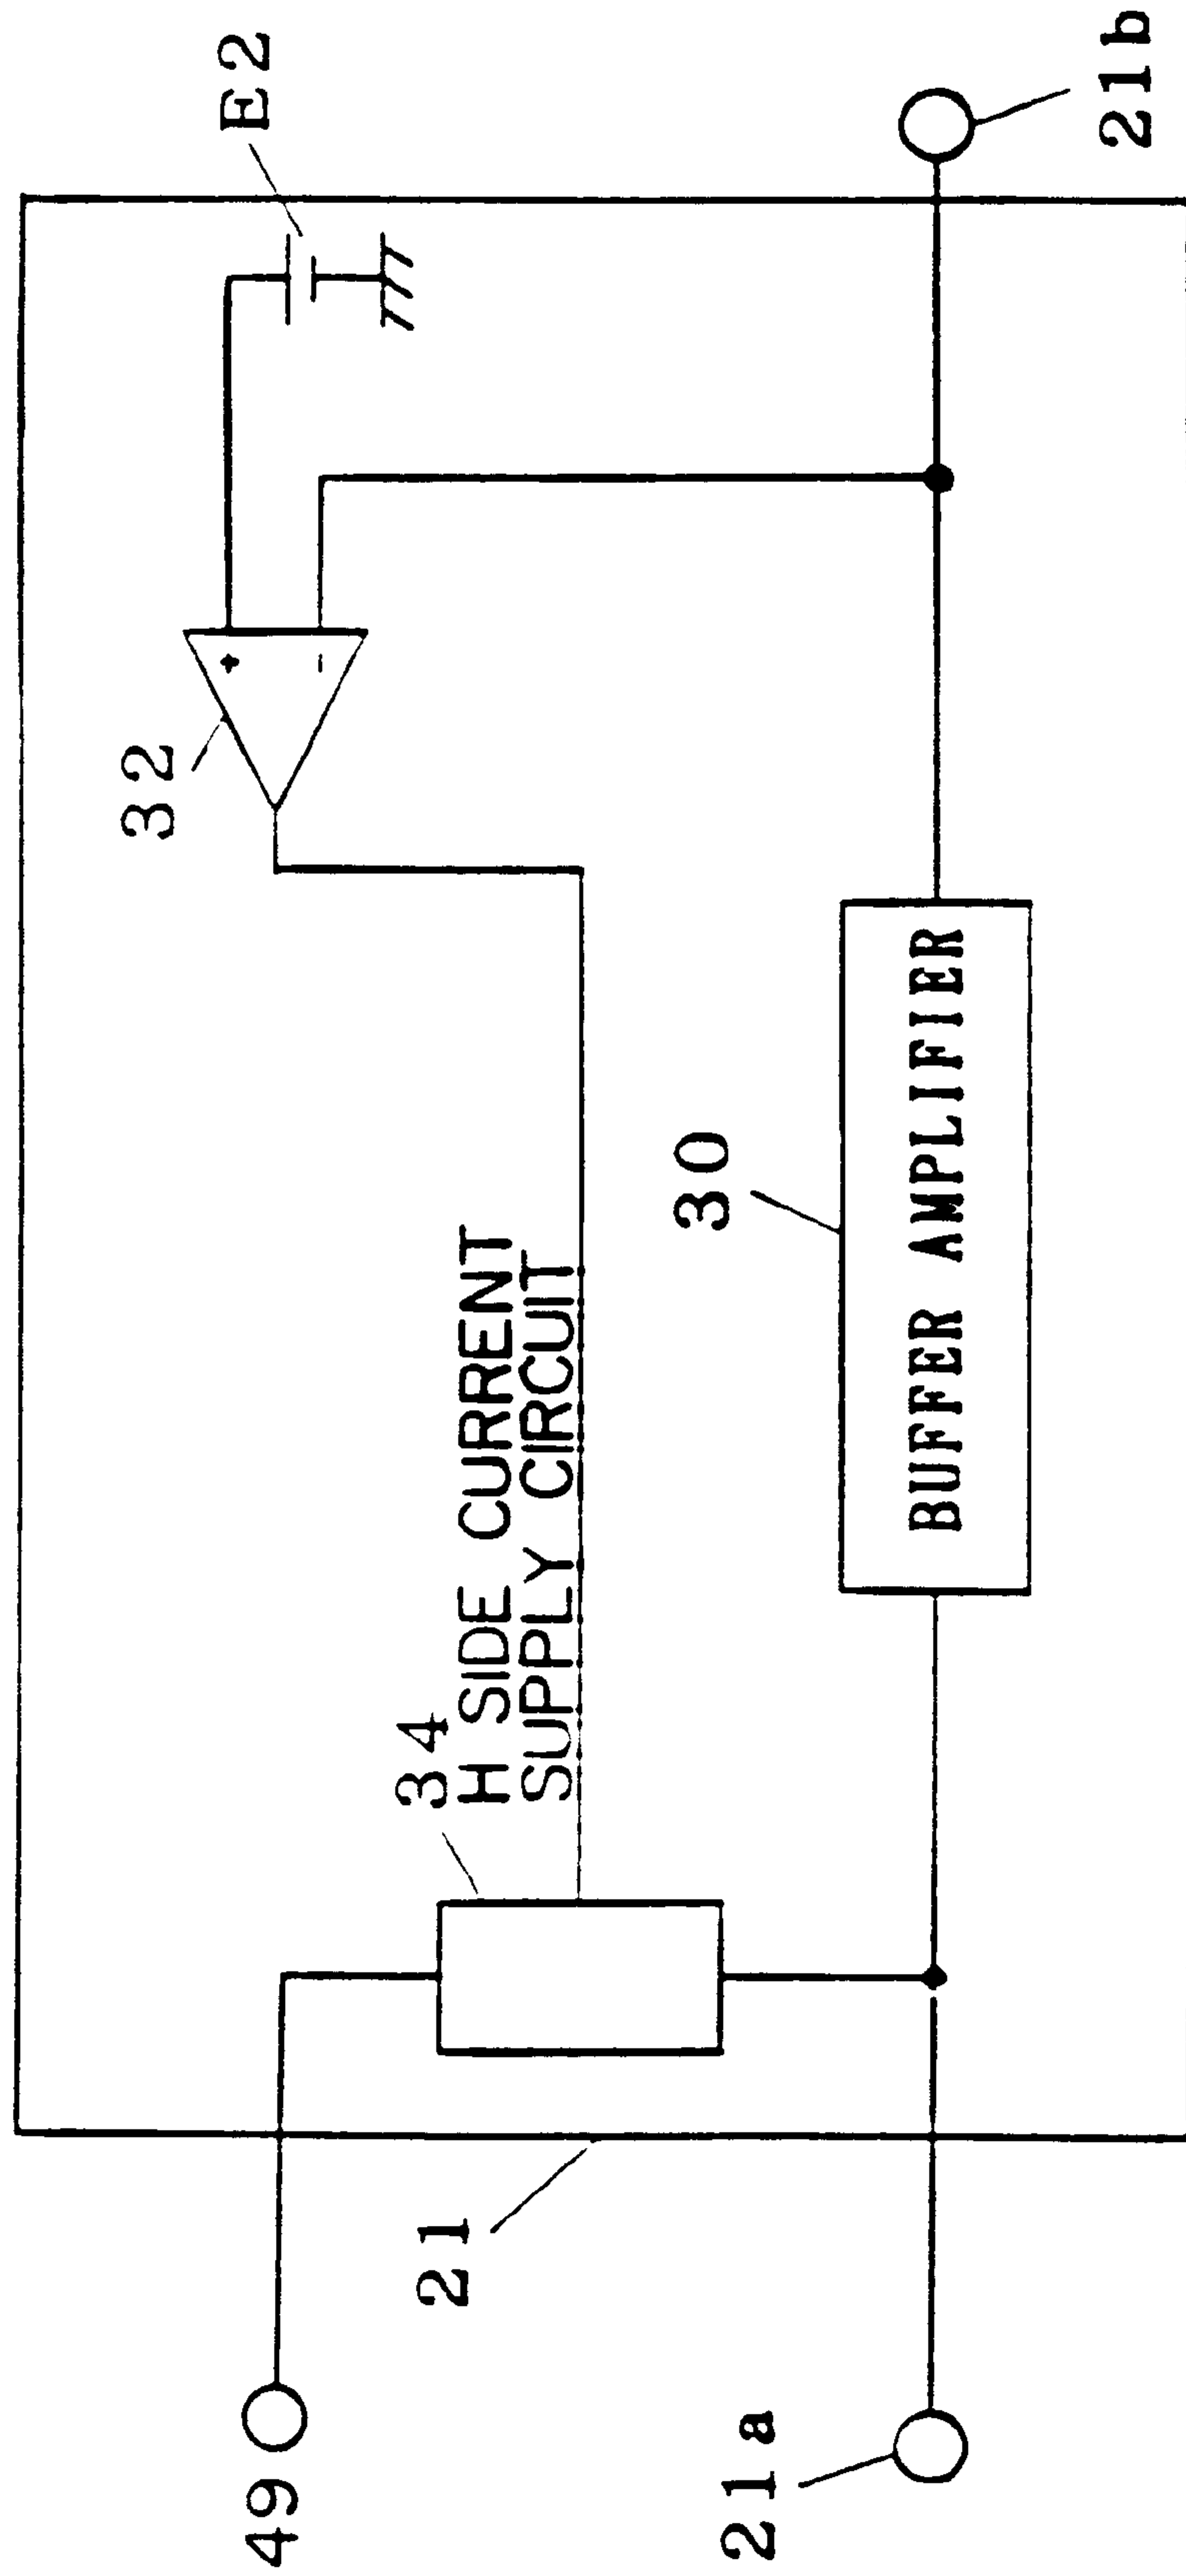 49
21a
21
34
H SIDE CURRENT
SUPPLY CIRCUIT
30
BUFFER AMPLIFIER
32
+
-
E2
21b